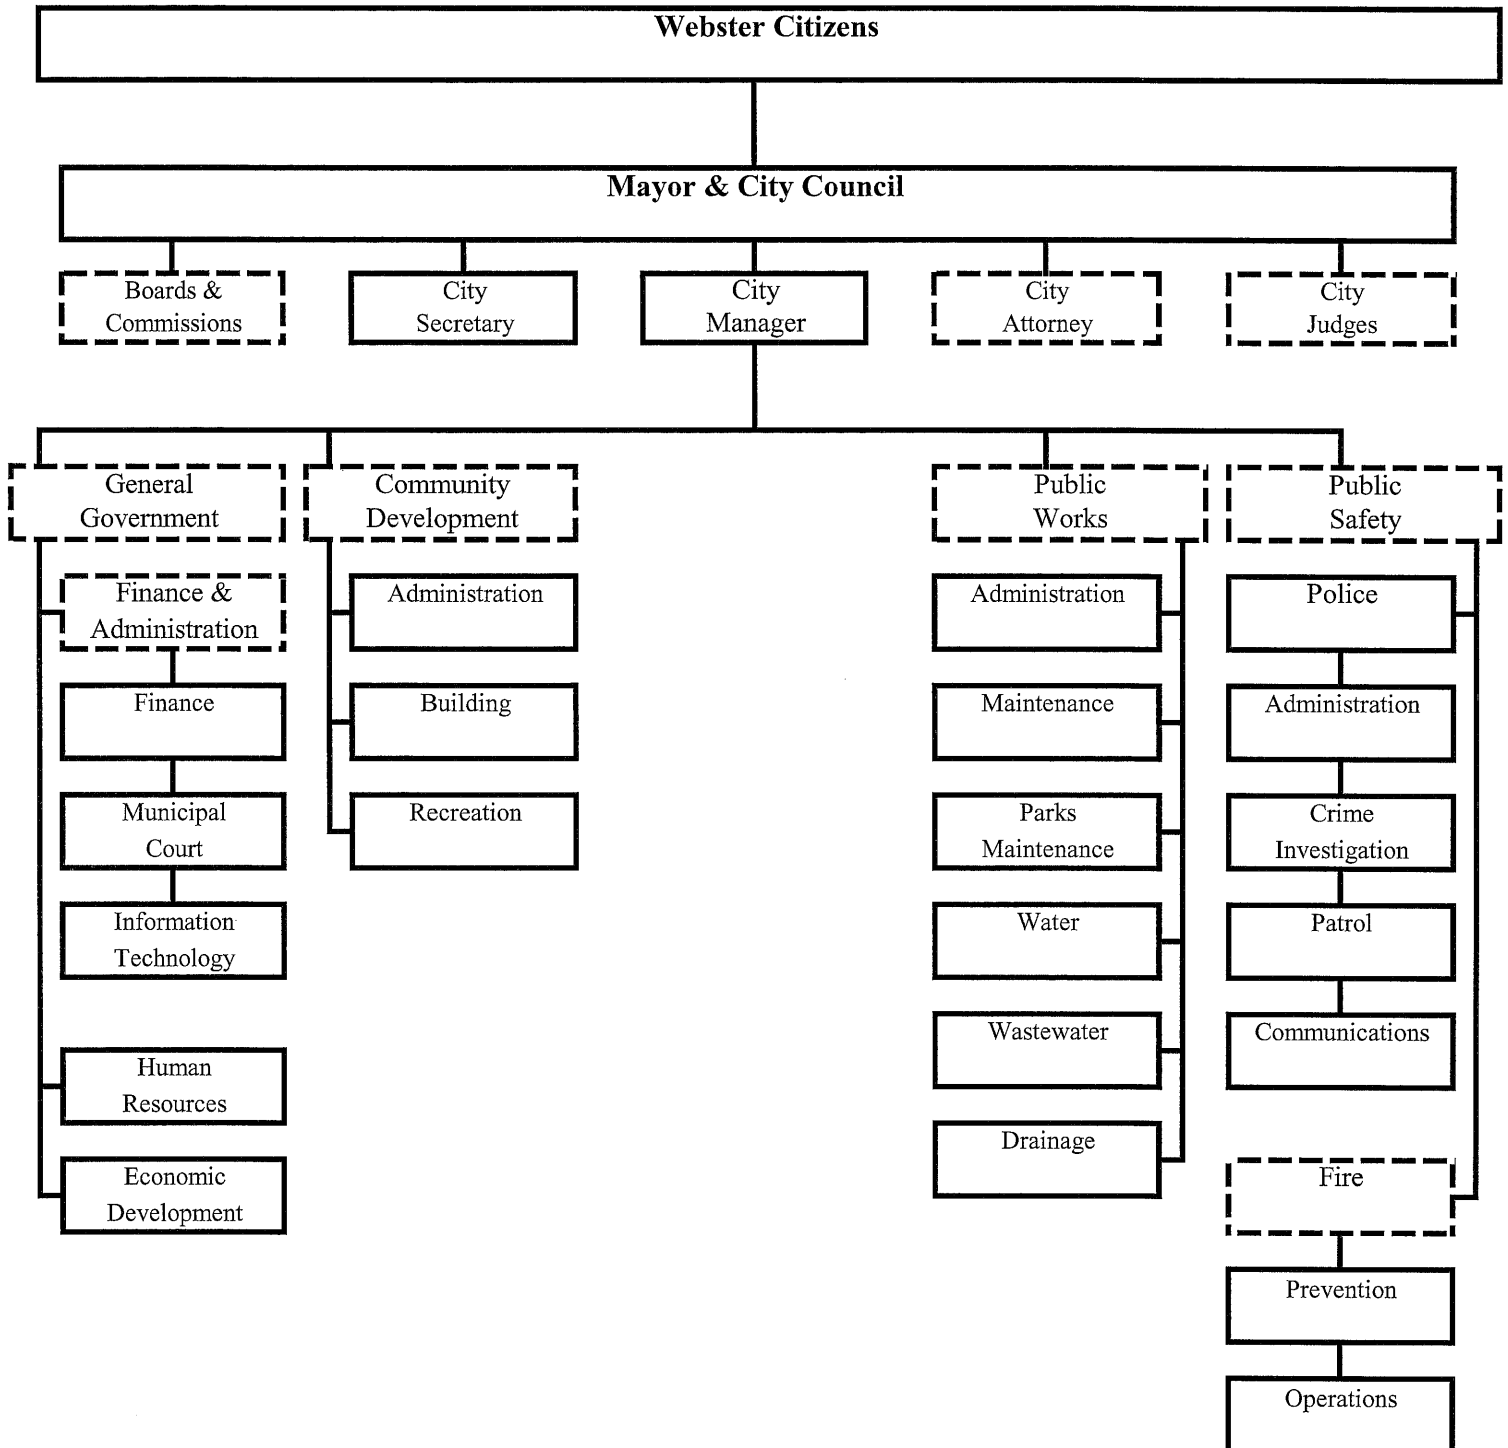 Webster Citizens
Mayor & City Council
Boards &
Commissions
City
Secretary
City
Manager
City
Attorney
City
Judges
General
Government
Community
Development
Public
Works
Public
Safety
Finance &
Administration
Finance
Municipal
Court
Information
Technology
Human
Resources
Economic
Development
Administration
Building
Recreation
Administration
Maintenance
Parks
Maintenance
Water
Wastewater
Drainage
Police
Administration
Crime
Investigation
Patrol
Communications
Fire
Prevention
Operations